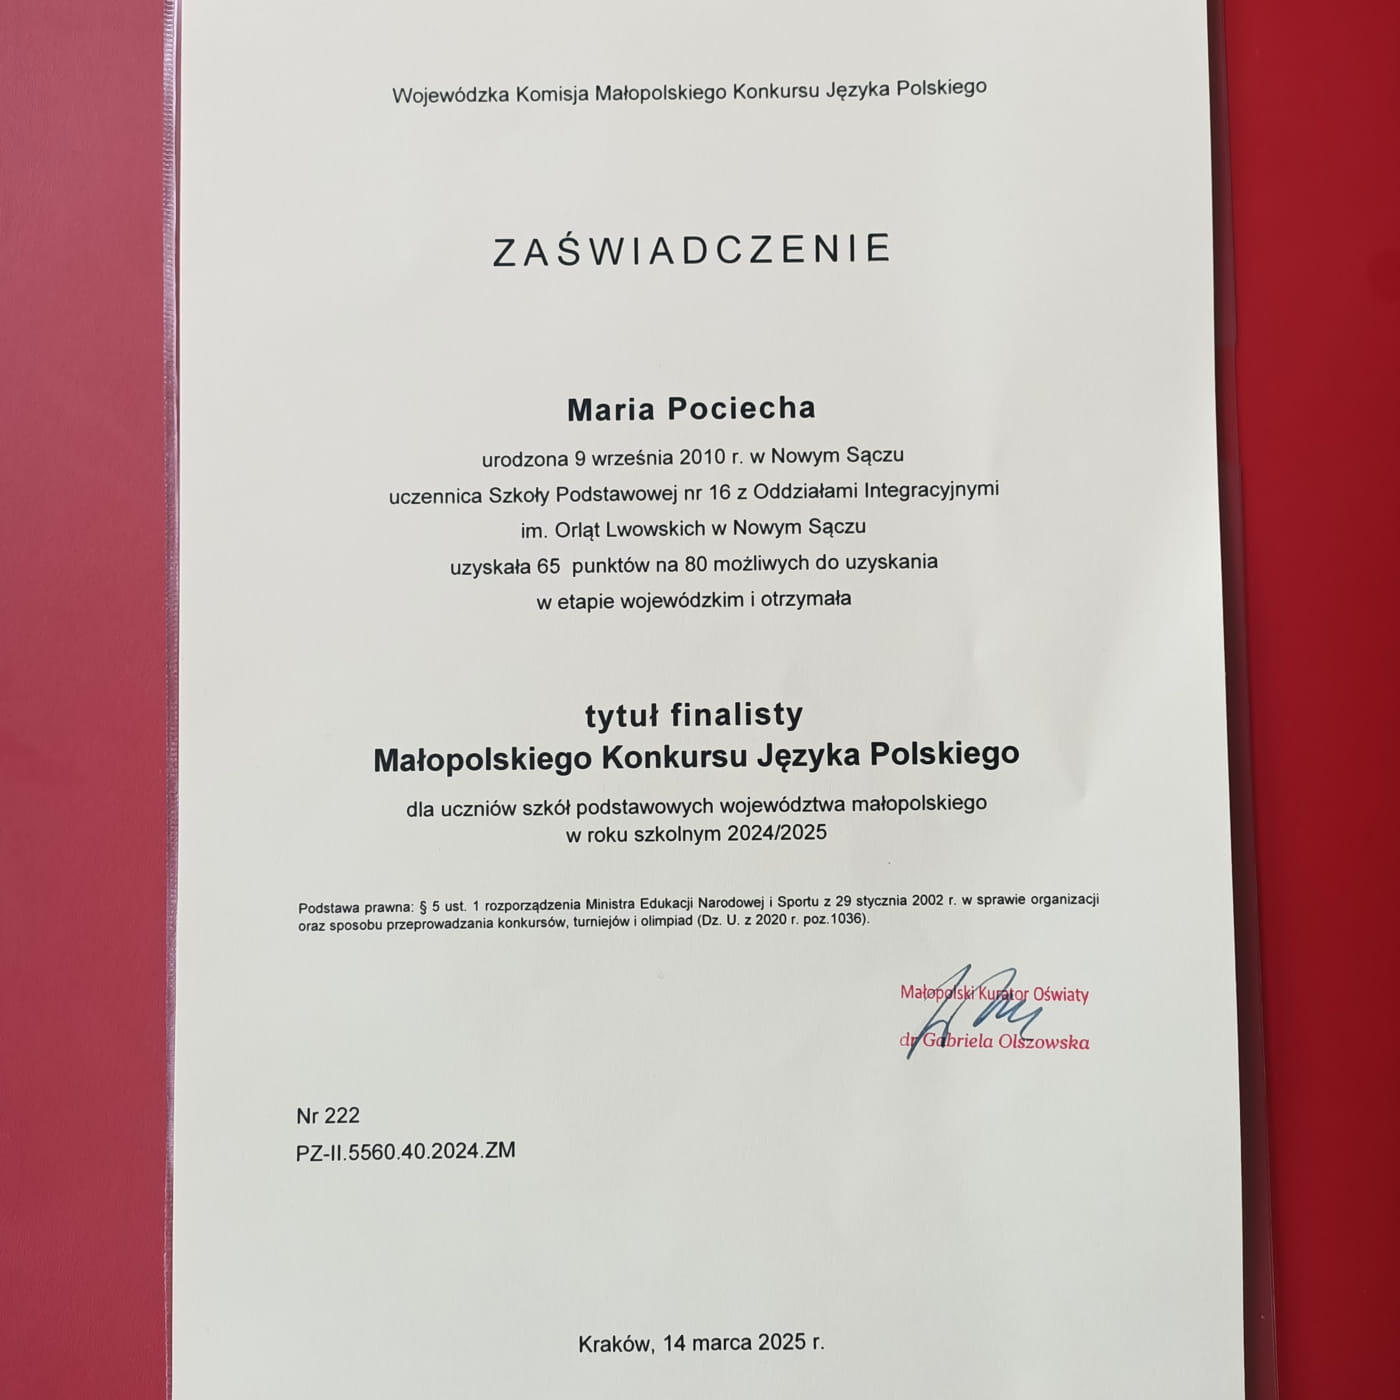 Wojewódzka Komisja Małopolskiego Konkursu Języka Polskiego
ZAŚWIADCZENIE
Maria Pociecha
urodzona 9 września 2010 r. w Nowym Sączu
uczennica Szkoły Podstawowej nr 16 z Oddziałami Integracyjnymi
im. Orląt Lwowskich w Nowym Sączu
uzyskała 65 punktów na 80 możliwych do uzyskania
w etapie wojewódzkim i otrzymała
tytuł finalisty
Małopolskiego Konkursu Języka Polskiego
dla uczniów szkół podstawowych województwa małopolskiego
w roku szkolnym 2024/2025
Podstawa prawna: § 5 ust. 1 rozporządzenia Ministra Edukacji Narodowej i Sportu z 29 stycznia 2002 r. w sprawie organizacji
oraz sposobu przeprowadzania konkursów, turniejów i olimpiad (Dz. U. z 2020 r. poz.1036).
Małopolski Kurator Oświaty
dr Gabriela Olszowska
Nr 222
PZ-II.5560.40.2024.ZM
Kraków, 14 marca 2025 r.